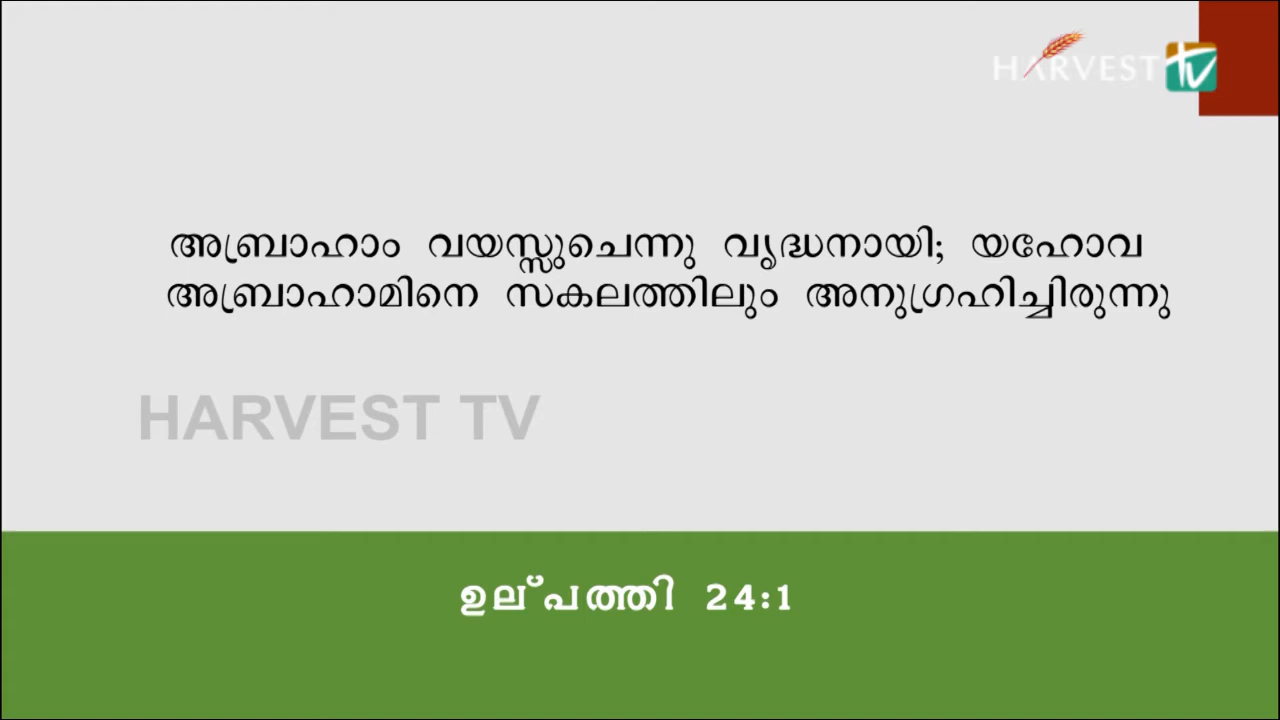 HARVEST TV
അബ്രാഹാം വയസ്സുചെന്നു വൃദ്ധനായി; യഹോവ
അബ്രാഹാമിനെ സകലത്തിലും അനുഗ്രഹിച്ചിരുന്നു
HARVEST TV
ഉല്പത്തി 24:1